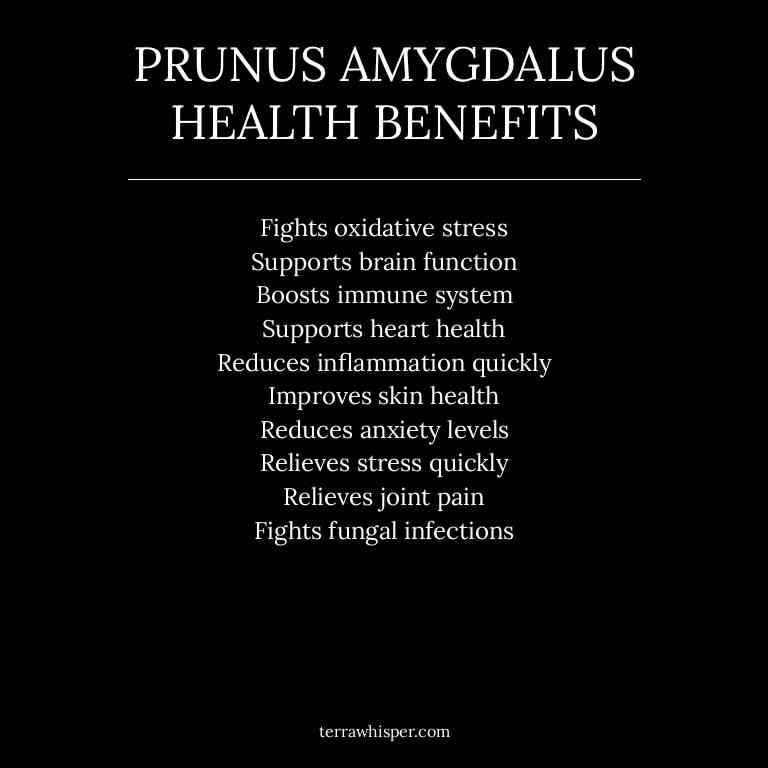 PRUNUS AMYGDALUS
HEALTH BENEFITS
Fights oxidative stress
Supports brain function
Boosts immune system
Supports heart health
Reduces inflammation quickly
Improves skin health
Reduces anxiety levels
Relieves stress quickly
Relieves joint pain
Fights fungal infections
terrawhisper.com